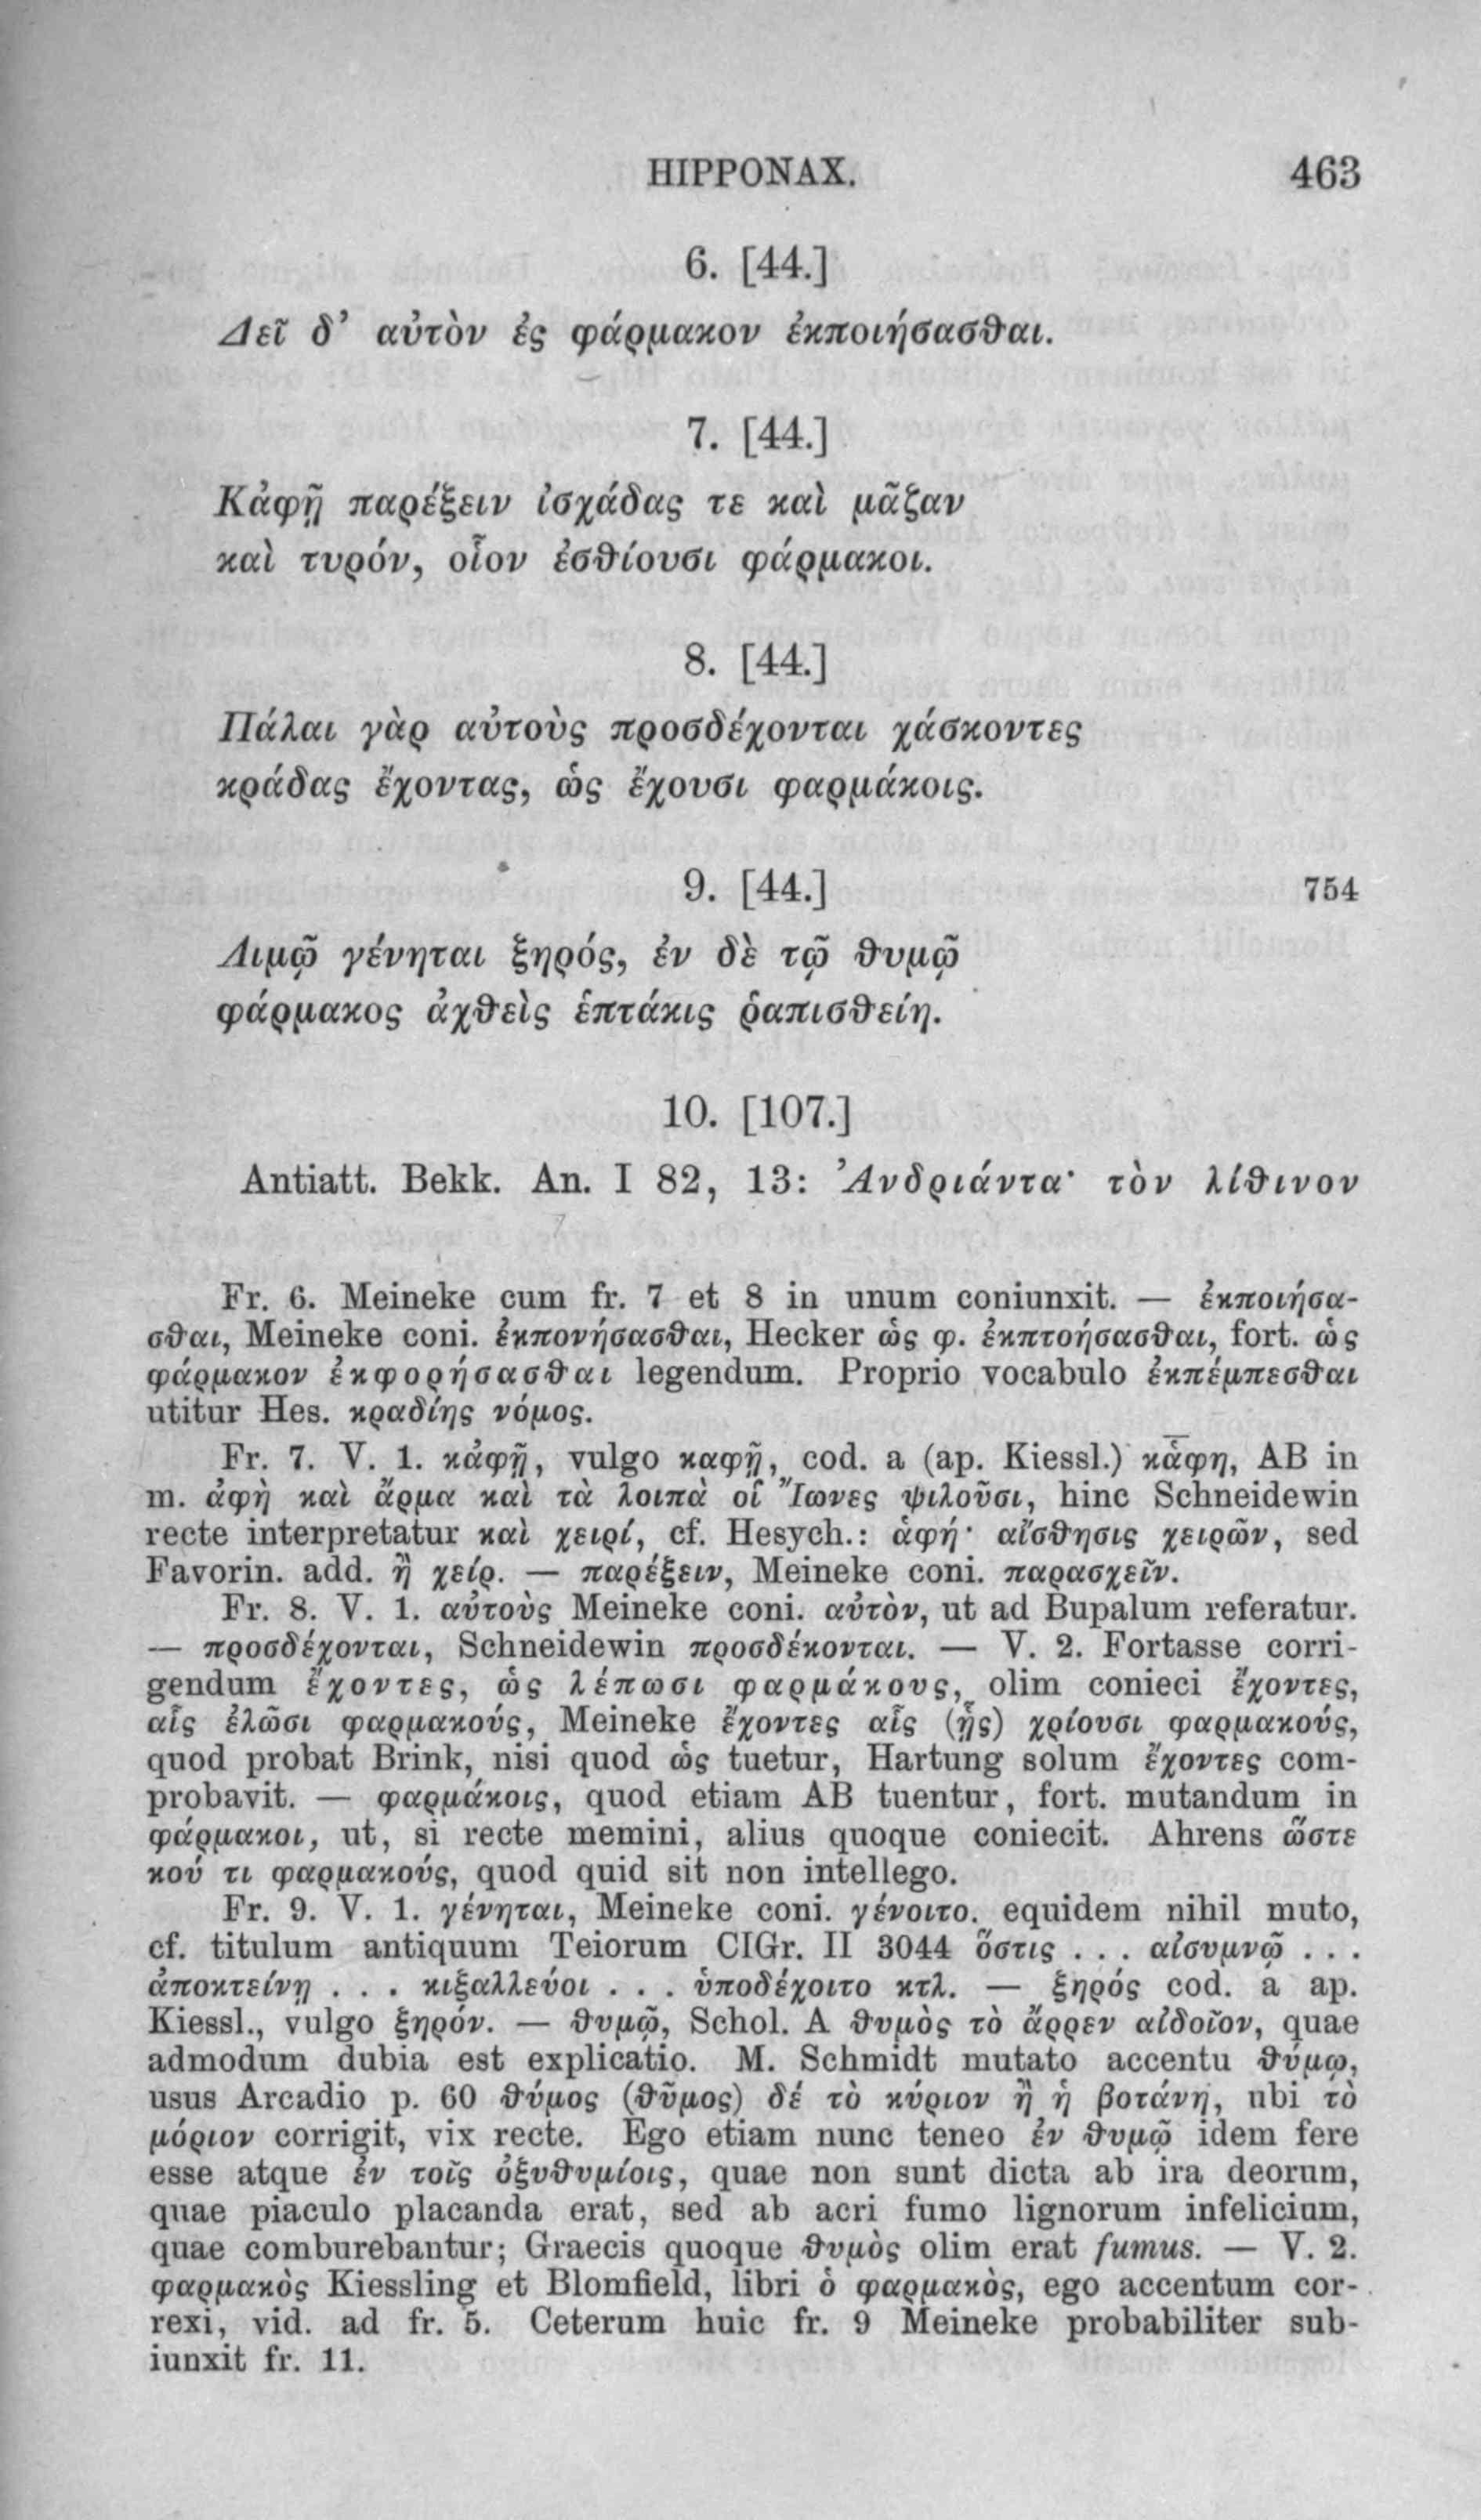 HIPPONAX. 463
6. [44.]
Δεῖ δ’ αὐτὸν ἐς φάρμακον ἐκποιήσασθαι.
7. [44.]
Κἀφῇ παρέξειν ἰσχάδας τε καὶ μᾶζαν
καὶ τυρόν, οἷον ἐσθίουσι φάρμακοι.
8. [44.]
Πάλαι γὰρ αὐτοὺς προσδέχονται χάσκοντες
κράδας ἔχοντας, ὡς ἔχουσι φαρμάκοις.
9. [44.] 754
Λιμῷ γένηται ξηρός, ἐν δὲ τῷ θυμῷ
φάρμακος ἀχθεὶς ἑπτάκις ῥαπισθείη.
10. [107.]
Antiatt. Bekk. An. I 82, 13: Ἀνδριάντα· τὸν λίθινον
Fr. 6. Meineke cum fr. 7 et 8 in unum coniunxit. — ἐκποιήσα-
σθαι, Meineke coni. ἐκπονήσασθαι, Hecker ὡς φ. ἐκπτοήσασθαι, fort. ὡς
φάρμακον ἐκφορήσασθαι legendum. Proprio vocabulo ἐκπέμπεσθαι
utitur Hes. κραδίης νόμος.
Fr. 7. V. 1. κἀφῇ, vulgo καφῇ, cod. a (ap. Kiessl.) κἄφη, AB in
m. ἀφὴ καὶ ἄρμα καὶ τὰ λοιπὰ οἱ Ἴωνες ψιλοῦσι, hinc Schneidewin
recte interpretatur καὶ χειρί, cf. Hesych.: ἁφή· αἴσθησις χειρῶν, sed
Favorin. add. ἢ χείρ. — παρέξειν, Meineke coni. παρασχεῖν.
Fr. 8. V. 1. αὐτοὺς Meineke coni. αὐτὸν, ut ad Bupalum referatur.
— προσδέχονται, Schneidewin προσδέκονται. — V. 2. Fortasse corri-
gendum ἔχοντες, ὡς λέπωσι φαρμάκους, olim conieci ἔχοντες,
αἷς ἐλῶσι φαρμακούς, Meineke ἔχοντες αἷς (ᾗς) χρίουσι φαρμακούς,
quod probat Brink, nisi quod ὡς tuetur, Hartung solum ἔχοντες com-
probavit. — φαρμάκοις, quod etiam AB tuentur, fort. mutandum in
φάρμακοι, ut, si recte memini, alius quoque coniecit. Ahrens ὥστε
κού τι φαρμακούς, quod quid sit non intellego.
Fr. 9. V. 1. γένηται, Meineke coni. γένοιτο. equidem nihil muto,
cf. titulum antiquum Teiorum CIGr. II 3044 ὅστις . . . αἰσυμνῷ . . .
ἀποκτείνῃ . . . κιξαλλεύοι . . . ὑποδέχοιτο κτλ. — ξηρός cod. a ap.
Kiessl., vulgo ξηρόν. — θυμῷ, Schol. A θυμὸς τὸ ἄρρεν αἰδοῖον, quae
admodum dubia est explicatio. M. Schmidt mutato accentu θύμῳ,
usus Arcadio p. 60 θύμος (θῦμος) δέ τὸ κύριον ἢ ἡ βοτάνη, ubi τὸ
μόριον corrigit, vix recte. Ego etiam nunc teneo ἐν θυμῷ idem fere
esse atque ἐν τοῖς ὀξυθυμίοις, quae non sunt dicta ab ira deorum,
quae piaculo placanda erat, sed ab acri fumo lignorum infelicium,
quae comburebantur; Graecis quoque θυμὸς olim erat fumus. — V. 2.
φαρμακὸς Kiessling et Blomfield, libri ὁ φαρμακὸς, ego accentum cor-
rexi, vid. ad fr. 5. Ceterum huic fr. 9 Meineke probabiliter sub-
iunxit fr. 11.